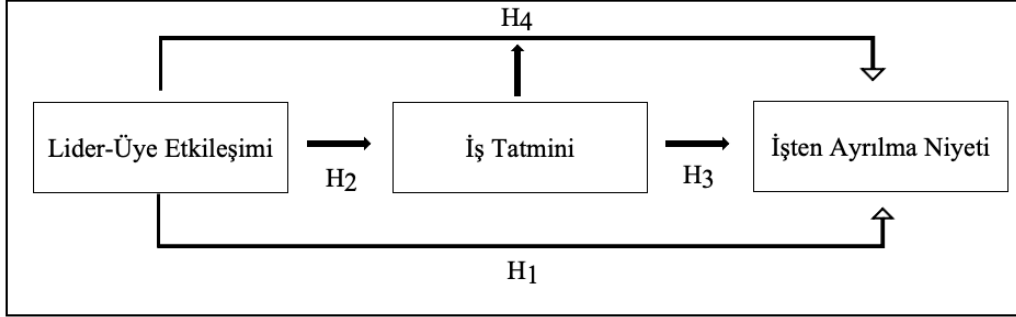 H4
Lider-Üye Etkileşimi
H2
İş Tatmini
H3
İşten Ayrılma Niyeti
H1